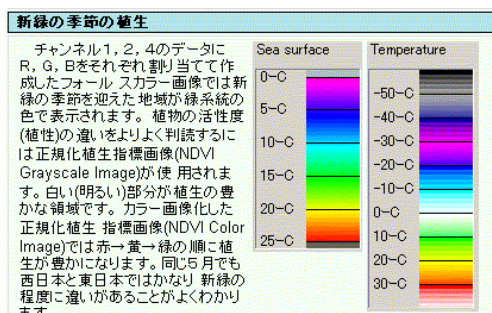 新緑の季節の植生
チャンネル1，2，4のデータに
R，G，Bをそれぞれ割り当てて作
成したフォール スカラー画像では新
緑の季節を迎えた地域が緑系統の
色で表示されます。植物の活性度
(植性)の違いをよりよく判読するに
は正規化植生指標画像(NDVI
Grayscale Image)が使 用されま
す。白い(明るい)部分が植生の豊
かな領域です。カラー画像化した
正規化植生 指標画像(NDVI Color
Image)では赤→黄→緑の順に植
生が豊かになります。同じ5月でも
西日本と東日本ではかなり 新緑の
程度に違いがあることがよくわかり
ます
Sea surface
0-C
5-C
10-C
15-C
20-C
25-C
Temperature
-50-C
-40-C
-30-C
-20-C
-10-C
0-C
10-C
20-C
30-C